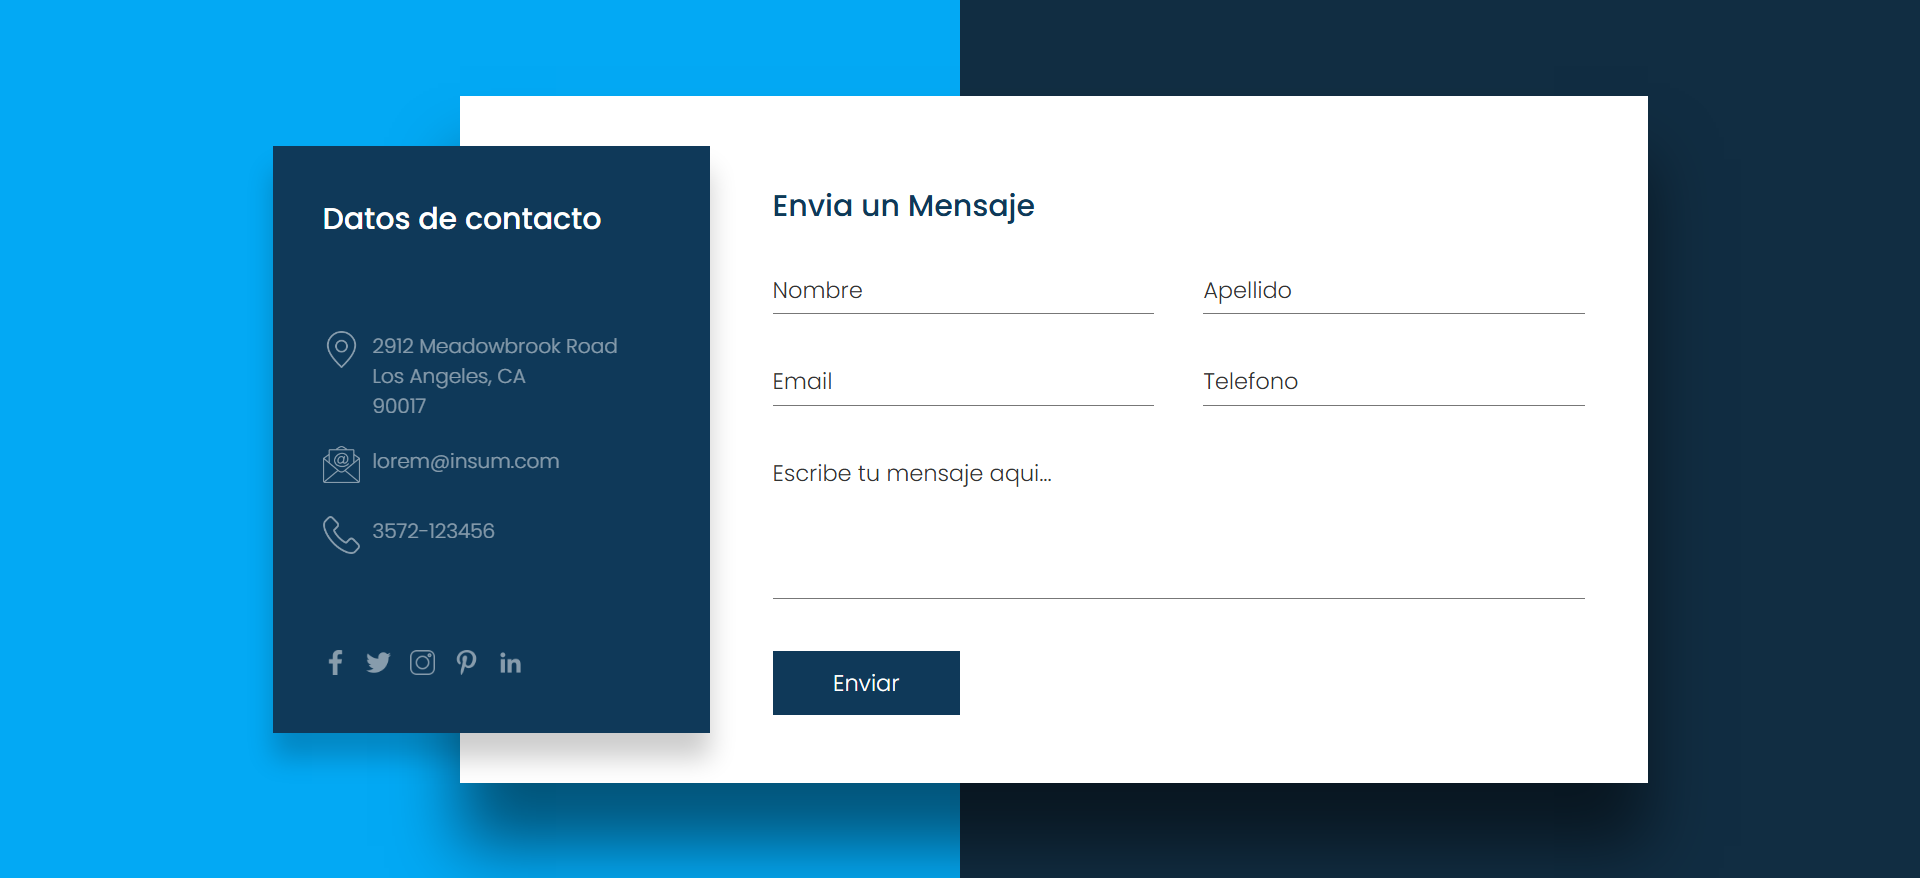 Datos de contacto
2912 Meadowbrook Road
Los Angeles, CA
90017
lorem@insum.com
3572-123456
Envia un Mensaje
Nombre
Apellido
Email
Telefono
Escribe tu mensaje aqui...
Enviar